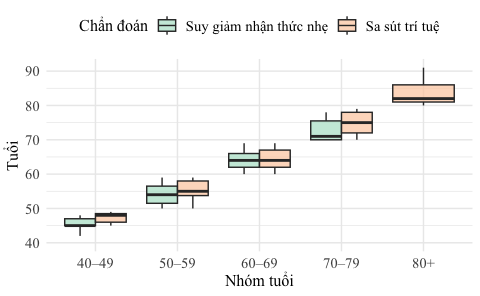 Chẩn đoán Suy giảm nhận thức nhẹ Sa sút trí tuệ
90
80
70
60
50
40
Tuổi
40–49 50–59 60–69 70–79 80+
Nhóm tuổi